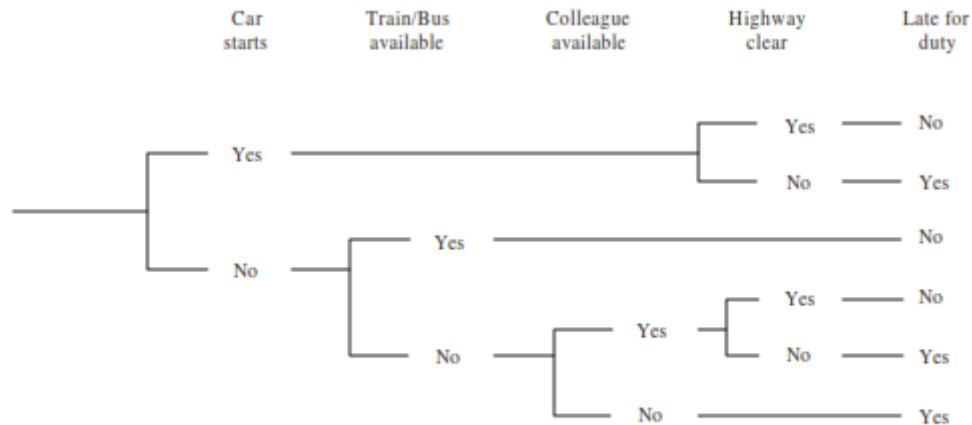 Car Train/Bus Colleague Highway Late for
starts available available clear duty
Yes No
Yes
No Yes
Yes No
No
Yes No
Yes
No No Yes
No Yes